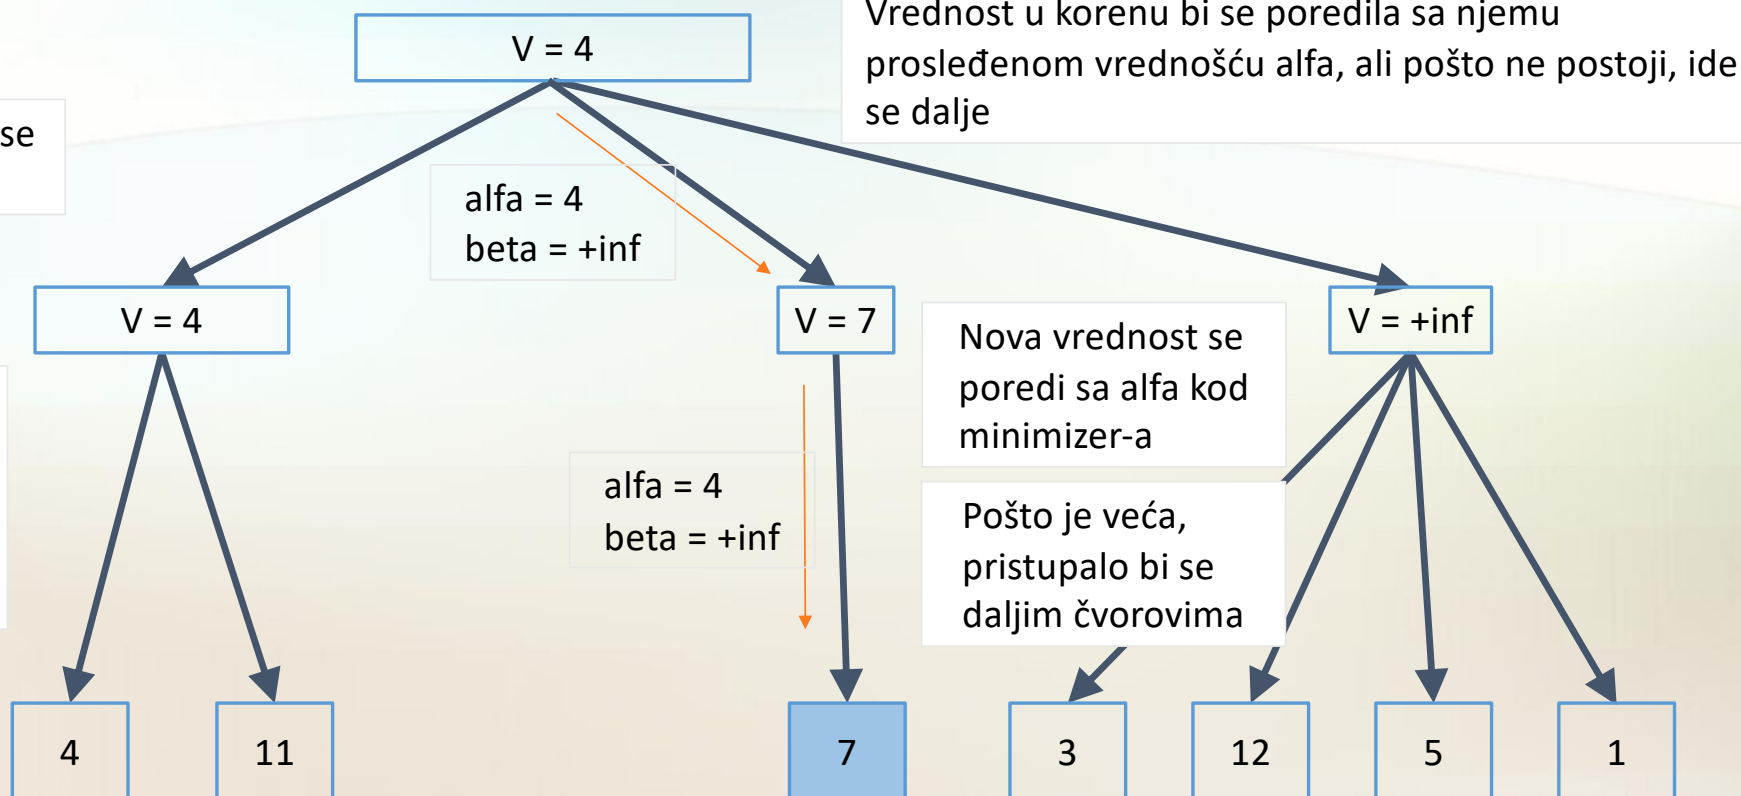 Vrednost u korenu bi se poredila sa njemu
prosleđenom vrednošću alfa, ali pošto ne postoji, ide
se dalje
V = 4
se
alfa = 4
beta = +inf
V = 4
V = 7
V = +inf
Nova vrednost se
poredi sa alfa kod
minimizer-a
alfa = 4
beta = +inf
Pošto je veća,
pristupalo bi se
daljim čvorovima
4
11
7
3
12
5
1